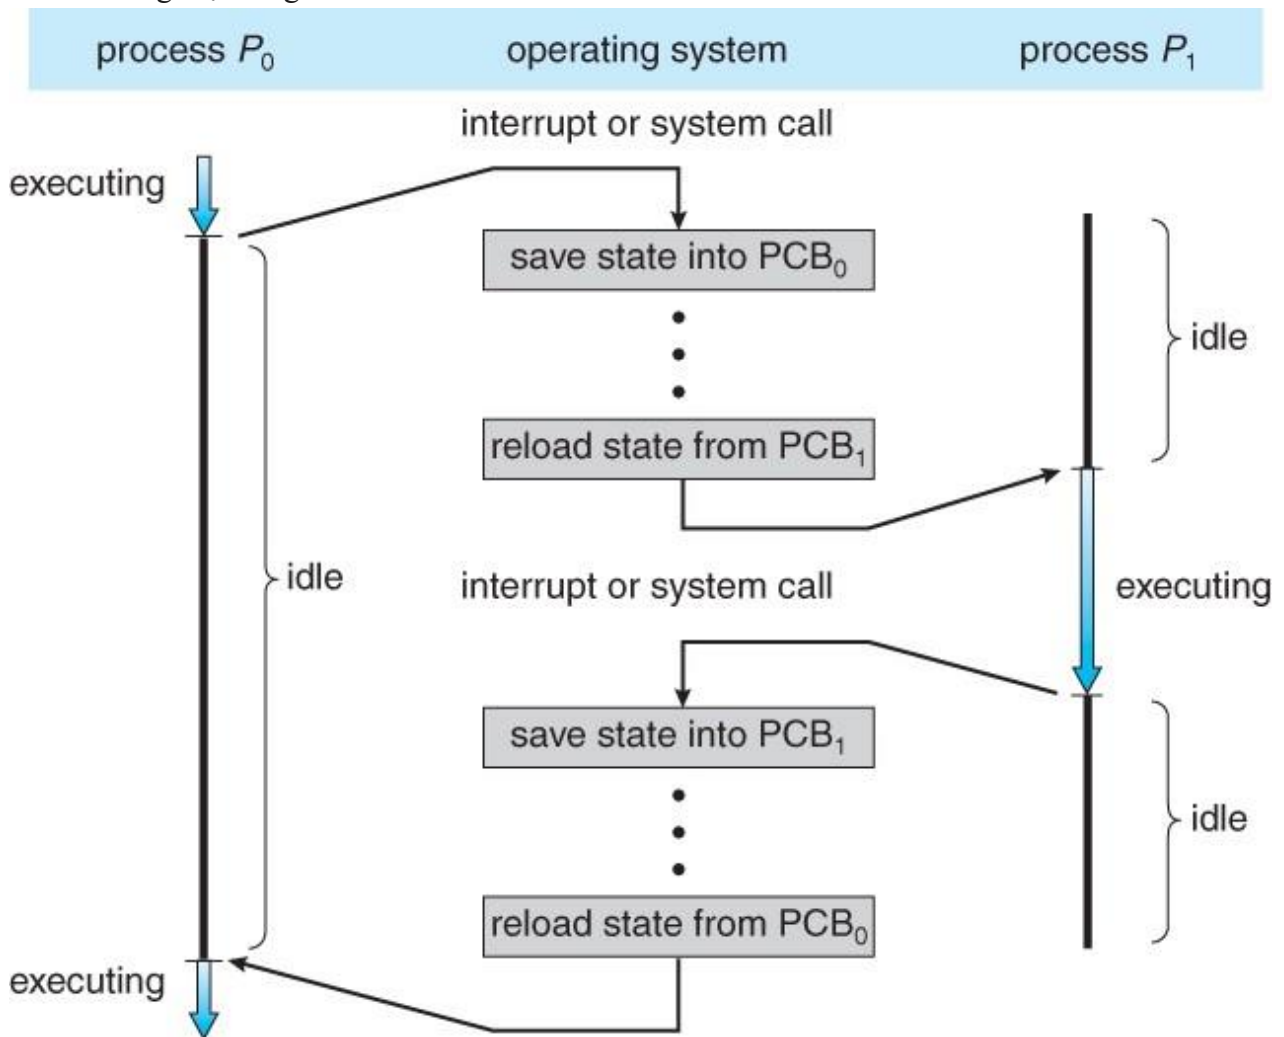 process P₀ operating system process P₁
interrupt or system call
executing
save state into PCB₀
idle
reload state from PCB₁
idle
interrupt or system call
executing
save state into PCB₁
idle
reload state from PCB₀
executing